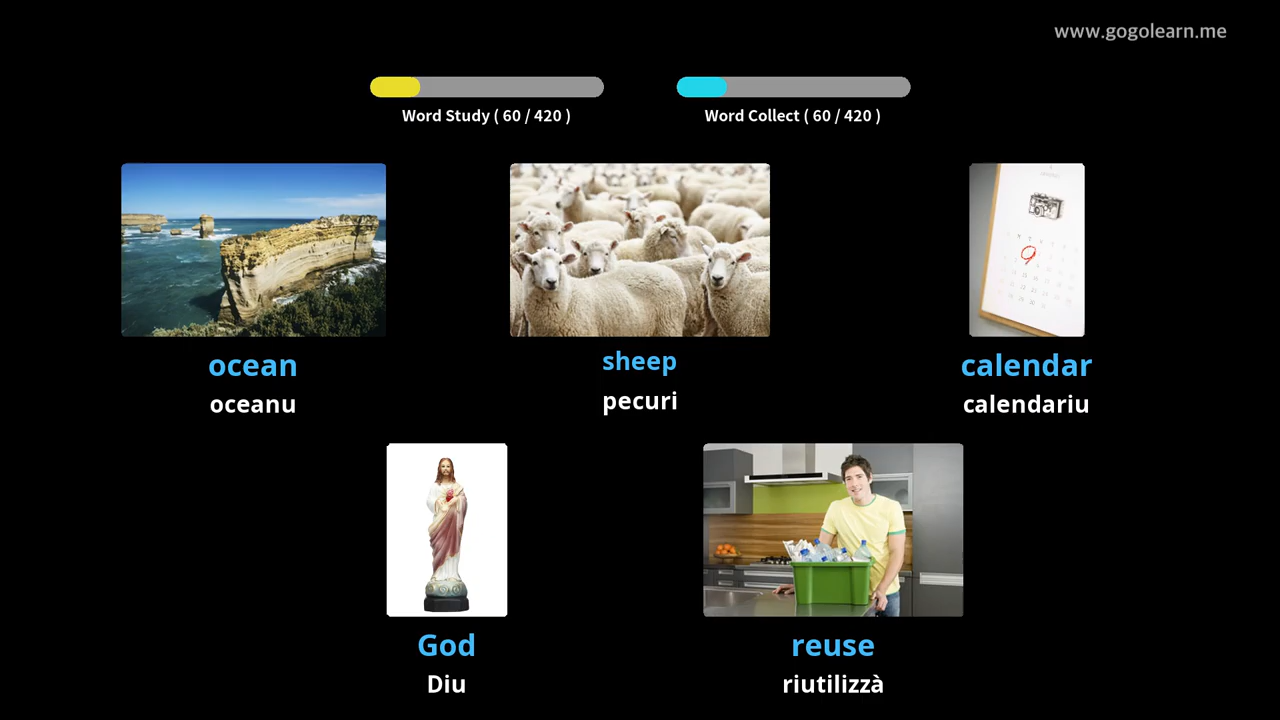 www.gogolearn.me
Word Study ( 60 / 420 )
Word Collect ( 60 / 420 )
ocean
oceanu
sheep
pecuri
calendar
calendariu
God
Diu
reuse
riutilizzà